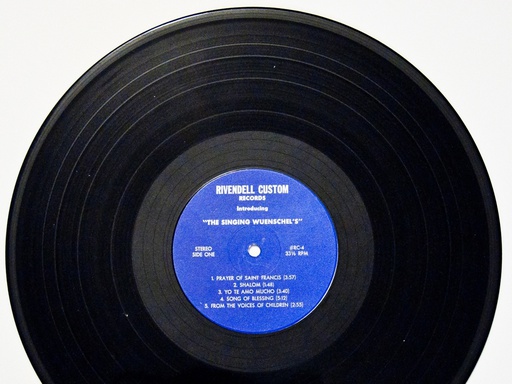 RIVENDELL CUSTOM
RECORDS
Introducing
"THE SINGING WUENSCHEL'S"
STEREO
SIDE ONE
IFRC-4
33⅓ RPM
1. PRAYER OF SAINT FRANCIS (3:57)
2. SHALOM (1:48)
3. YO TE AMO MUCHO (3:40)
4. SONG OF BLESSING (5:12)
5. FROM THE VOICES OF CHILDREN (2:55)